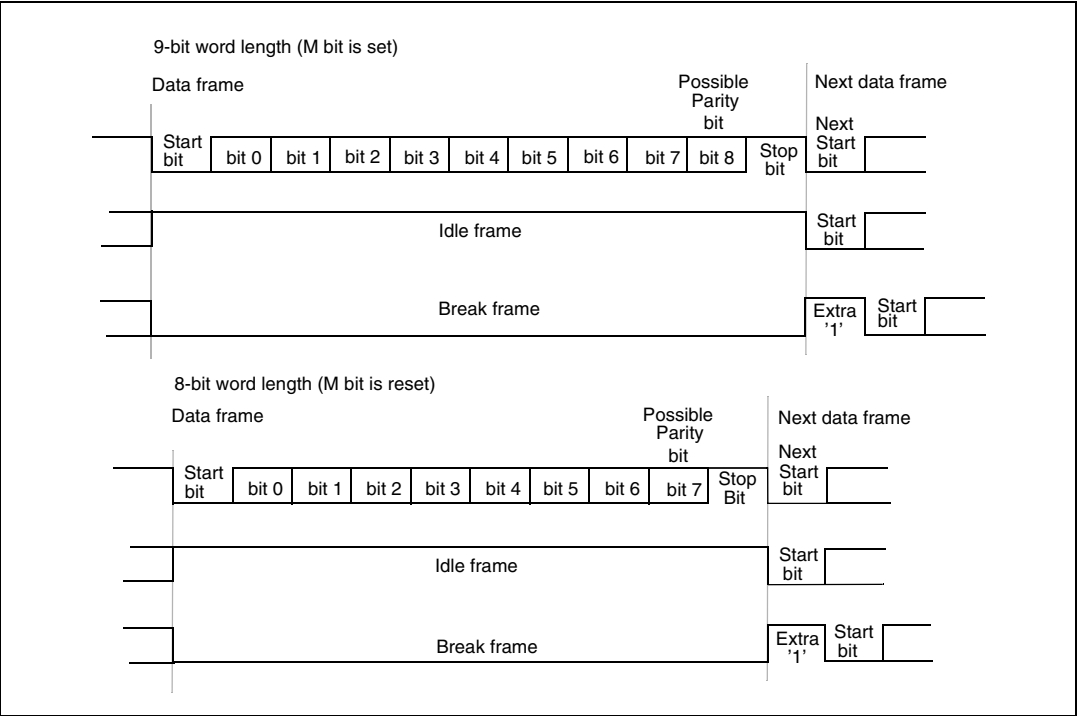 9-bit word length (M bit is set)
Data frame
Possible
Parity
bit
Next data frame
Next
Start
bit
bit 0
bit 1
bit 2
bit 3
bit 4
bit 5
bit 6
bit 7
bit 8
Stop
bit
Start
bit
Idle frame
Start
bit
Break frame
Extra
'1'
Start
bit
8-bit word length (M bit is reset)
Data frame
Possible
Parity
bit
Next data frame
Next
Start
bit
bit 0
bit 1
bit 2
bit 3
bit 4
bit 5
bit 6
bit 7
Stop
Bit
Start
bit
Idle frame
Start
bit
Break frame
Extra
'1'
Start
bit